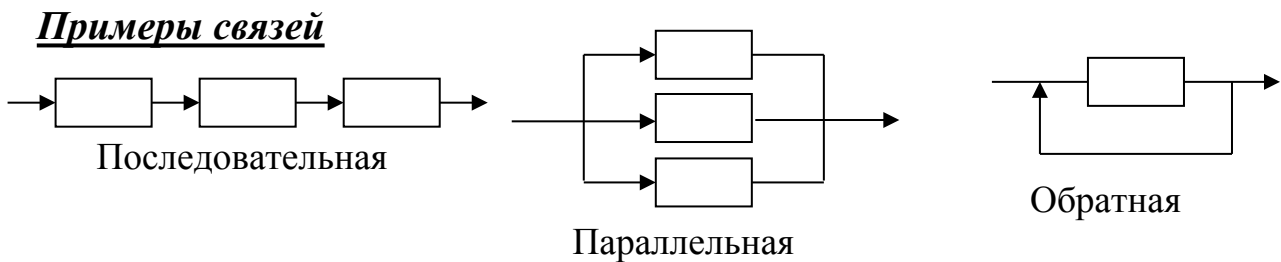 Примеры связей
Последовательная
Параллельная
Обратная